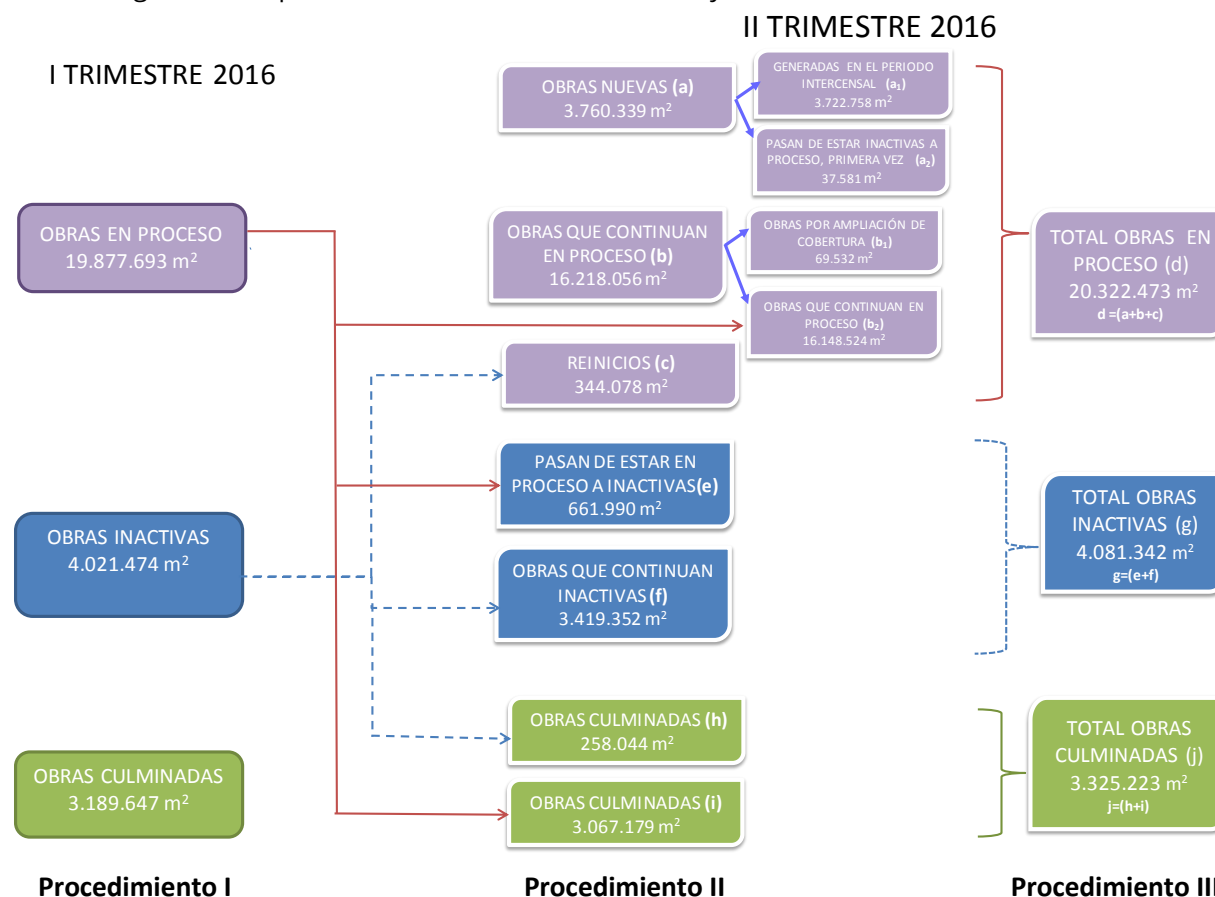 II TRIMESTRE 2016
I TRIMESTRE 2016
OBRAS NUEVAS (a)
3.760.339 m²
GENERADAS EN EL PERIODO
INTERCENSAL (a₁)
3.722.758 m²
PASAN DE ESTAR INACTIVAS A
PROCESO, PRIMERA VEZ (a₂)
37.581 m²
OBRAS EN PROCESO
19.877.693 m²
OBRAS QUE CONTINUAN
EN PROCESO (b)
16.218.056 m²
OBRAS POR AMPLIACIÓN DE
COBERTURA (b₁)
69.532 m²
OBRAS QUE CONTINUAN EN
PROCESO (b₂)
16.148.524 m²
TOTAL OBRAS EN
PROCESO (d)
20.322.473 m²
d =(a+b+c)
REINICIOS (c)
344.078 m²
PASAN DE ESTAR EN
PROCESO A INACTIVAS(e)
661.990 m²
OBRAS INACTIVAS
4.021.474 m²
OBRAS QUE CONTINUAN
INACTIVAS (f)
3.419.352 m²
TOTAL OBRAS
INACTIVAS (g)
4.081.342 m²
g=(e+f)
OBRAS CULMINADAS
3.189.647 m²
OBRAS CULMINADAS (h)
258.044 m²
OBRAS CULMINADAS (i)
3.067.179 m²
TOTAL OBRAS
CULMINADAS (j)
3.325.223 m²
j=(h+i)
Procedimiento I
Procedimiento II
Procedimiento III